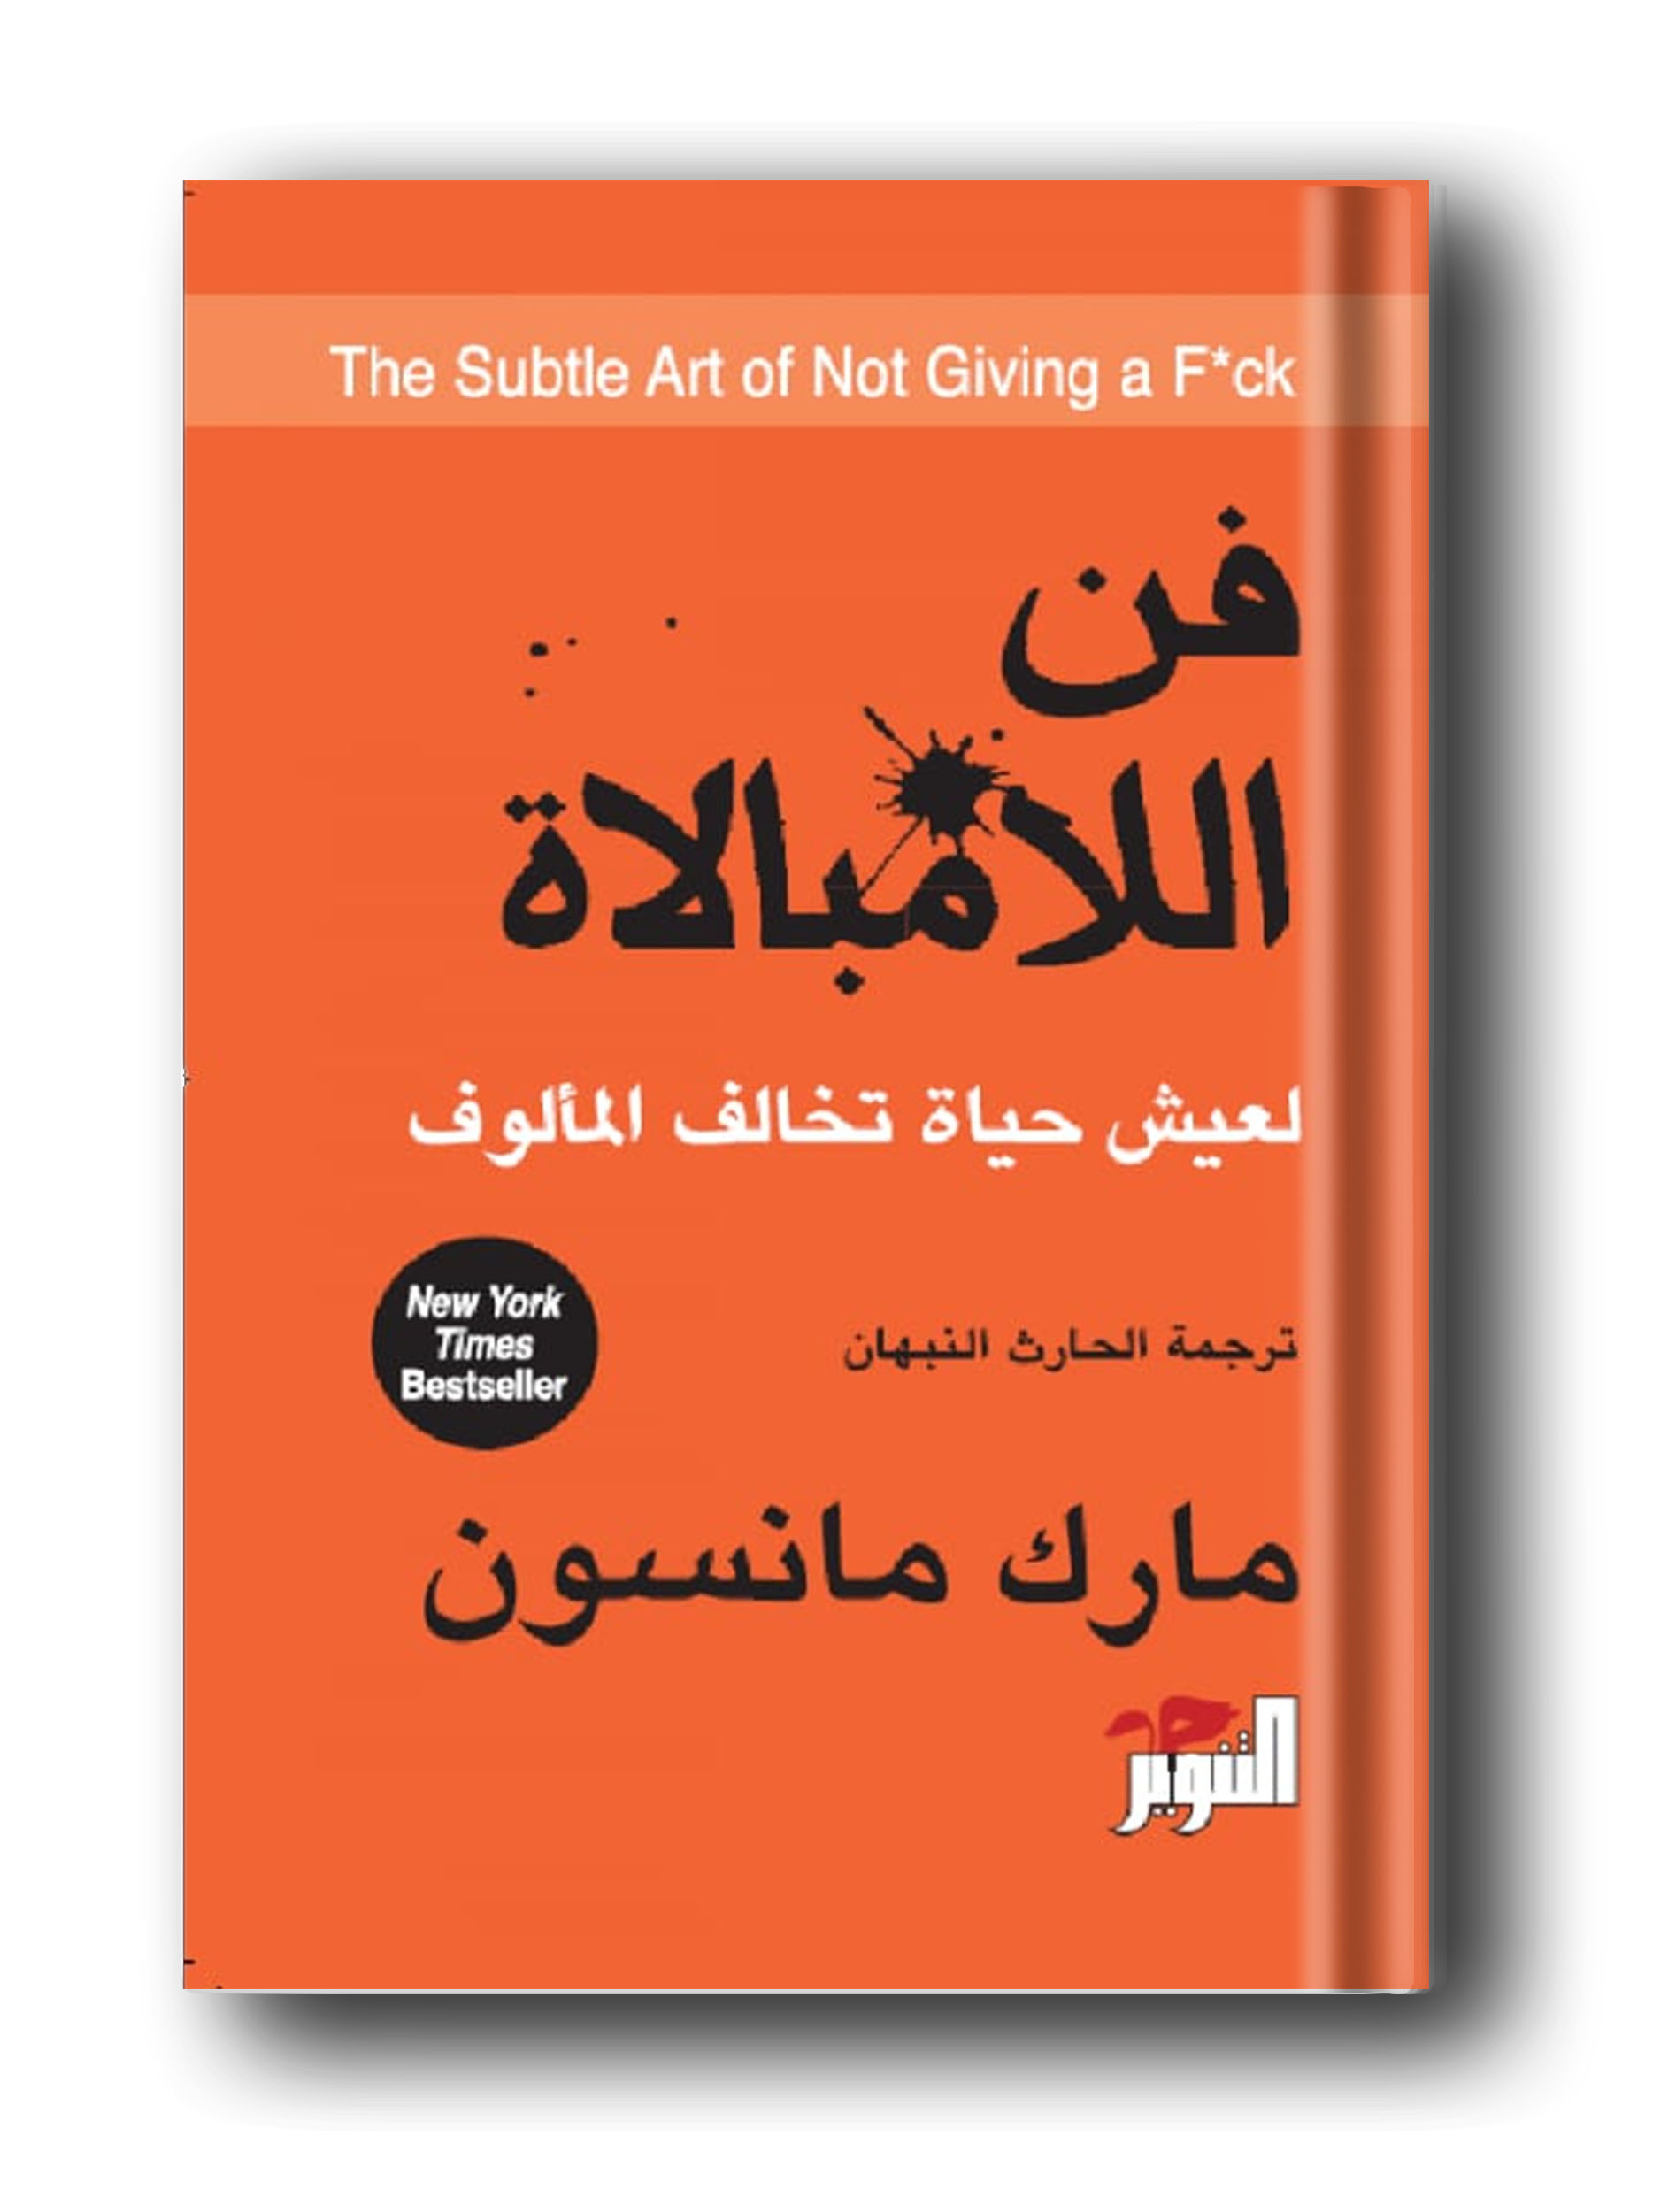 The Subtle Art of Not Giving a F*ck
فن
اللامبالاة
لعيش حياة تخالف المألوف
ترجمة الحارث النبهان
New York
Times
Bestseller
مارك مانسون
التنوير